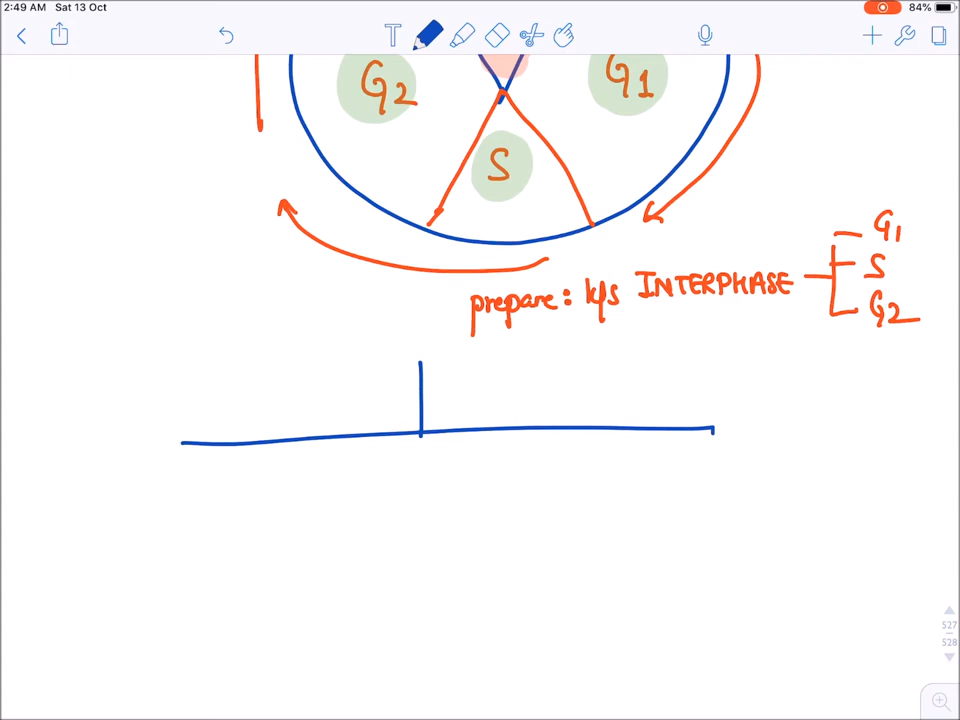 2:49 AM Sat 13 Oct
84%
T
G2
G1
S
prepare: k/s INTERPHASE
G1
S
G2
527
528